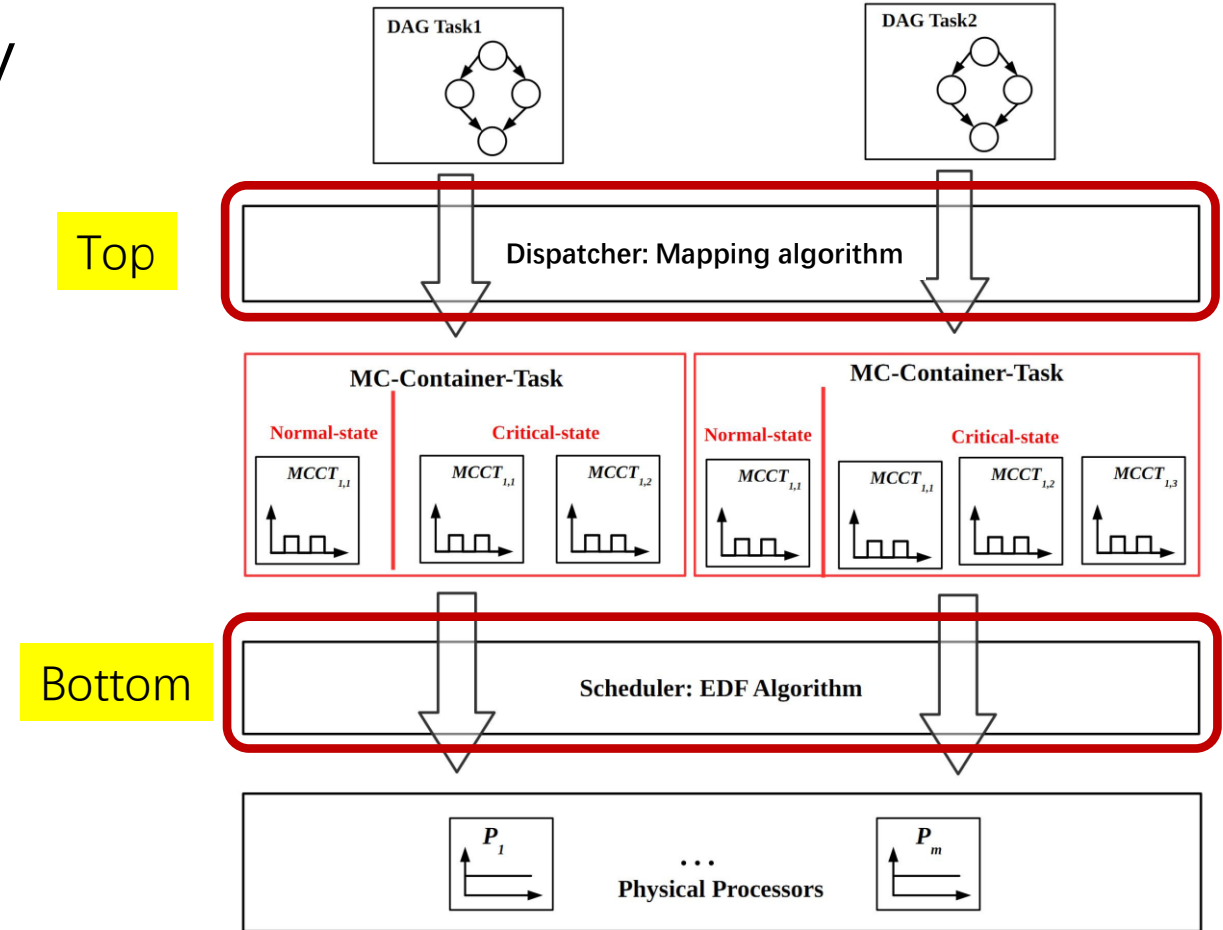 y
DAG Task1
DAG Task2
Top
Dispatcher: Mapping algorithm
MC-Container-Task
MC-Container-Task
Normal-state
Critical-state
Normal-state
Critical-state
MCCT1,1
MCCT1,1
MCCT1,2
MCCT1,1
MCCT1,1
MCCT1,2
MCCT1,3
Bottom
Scheduler: EDF Algorithm
P1
...
Pm
Physical Processors